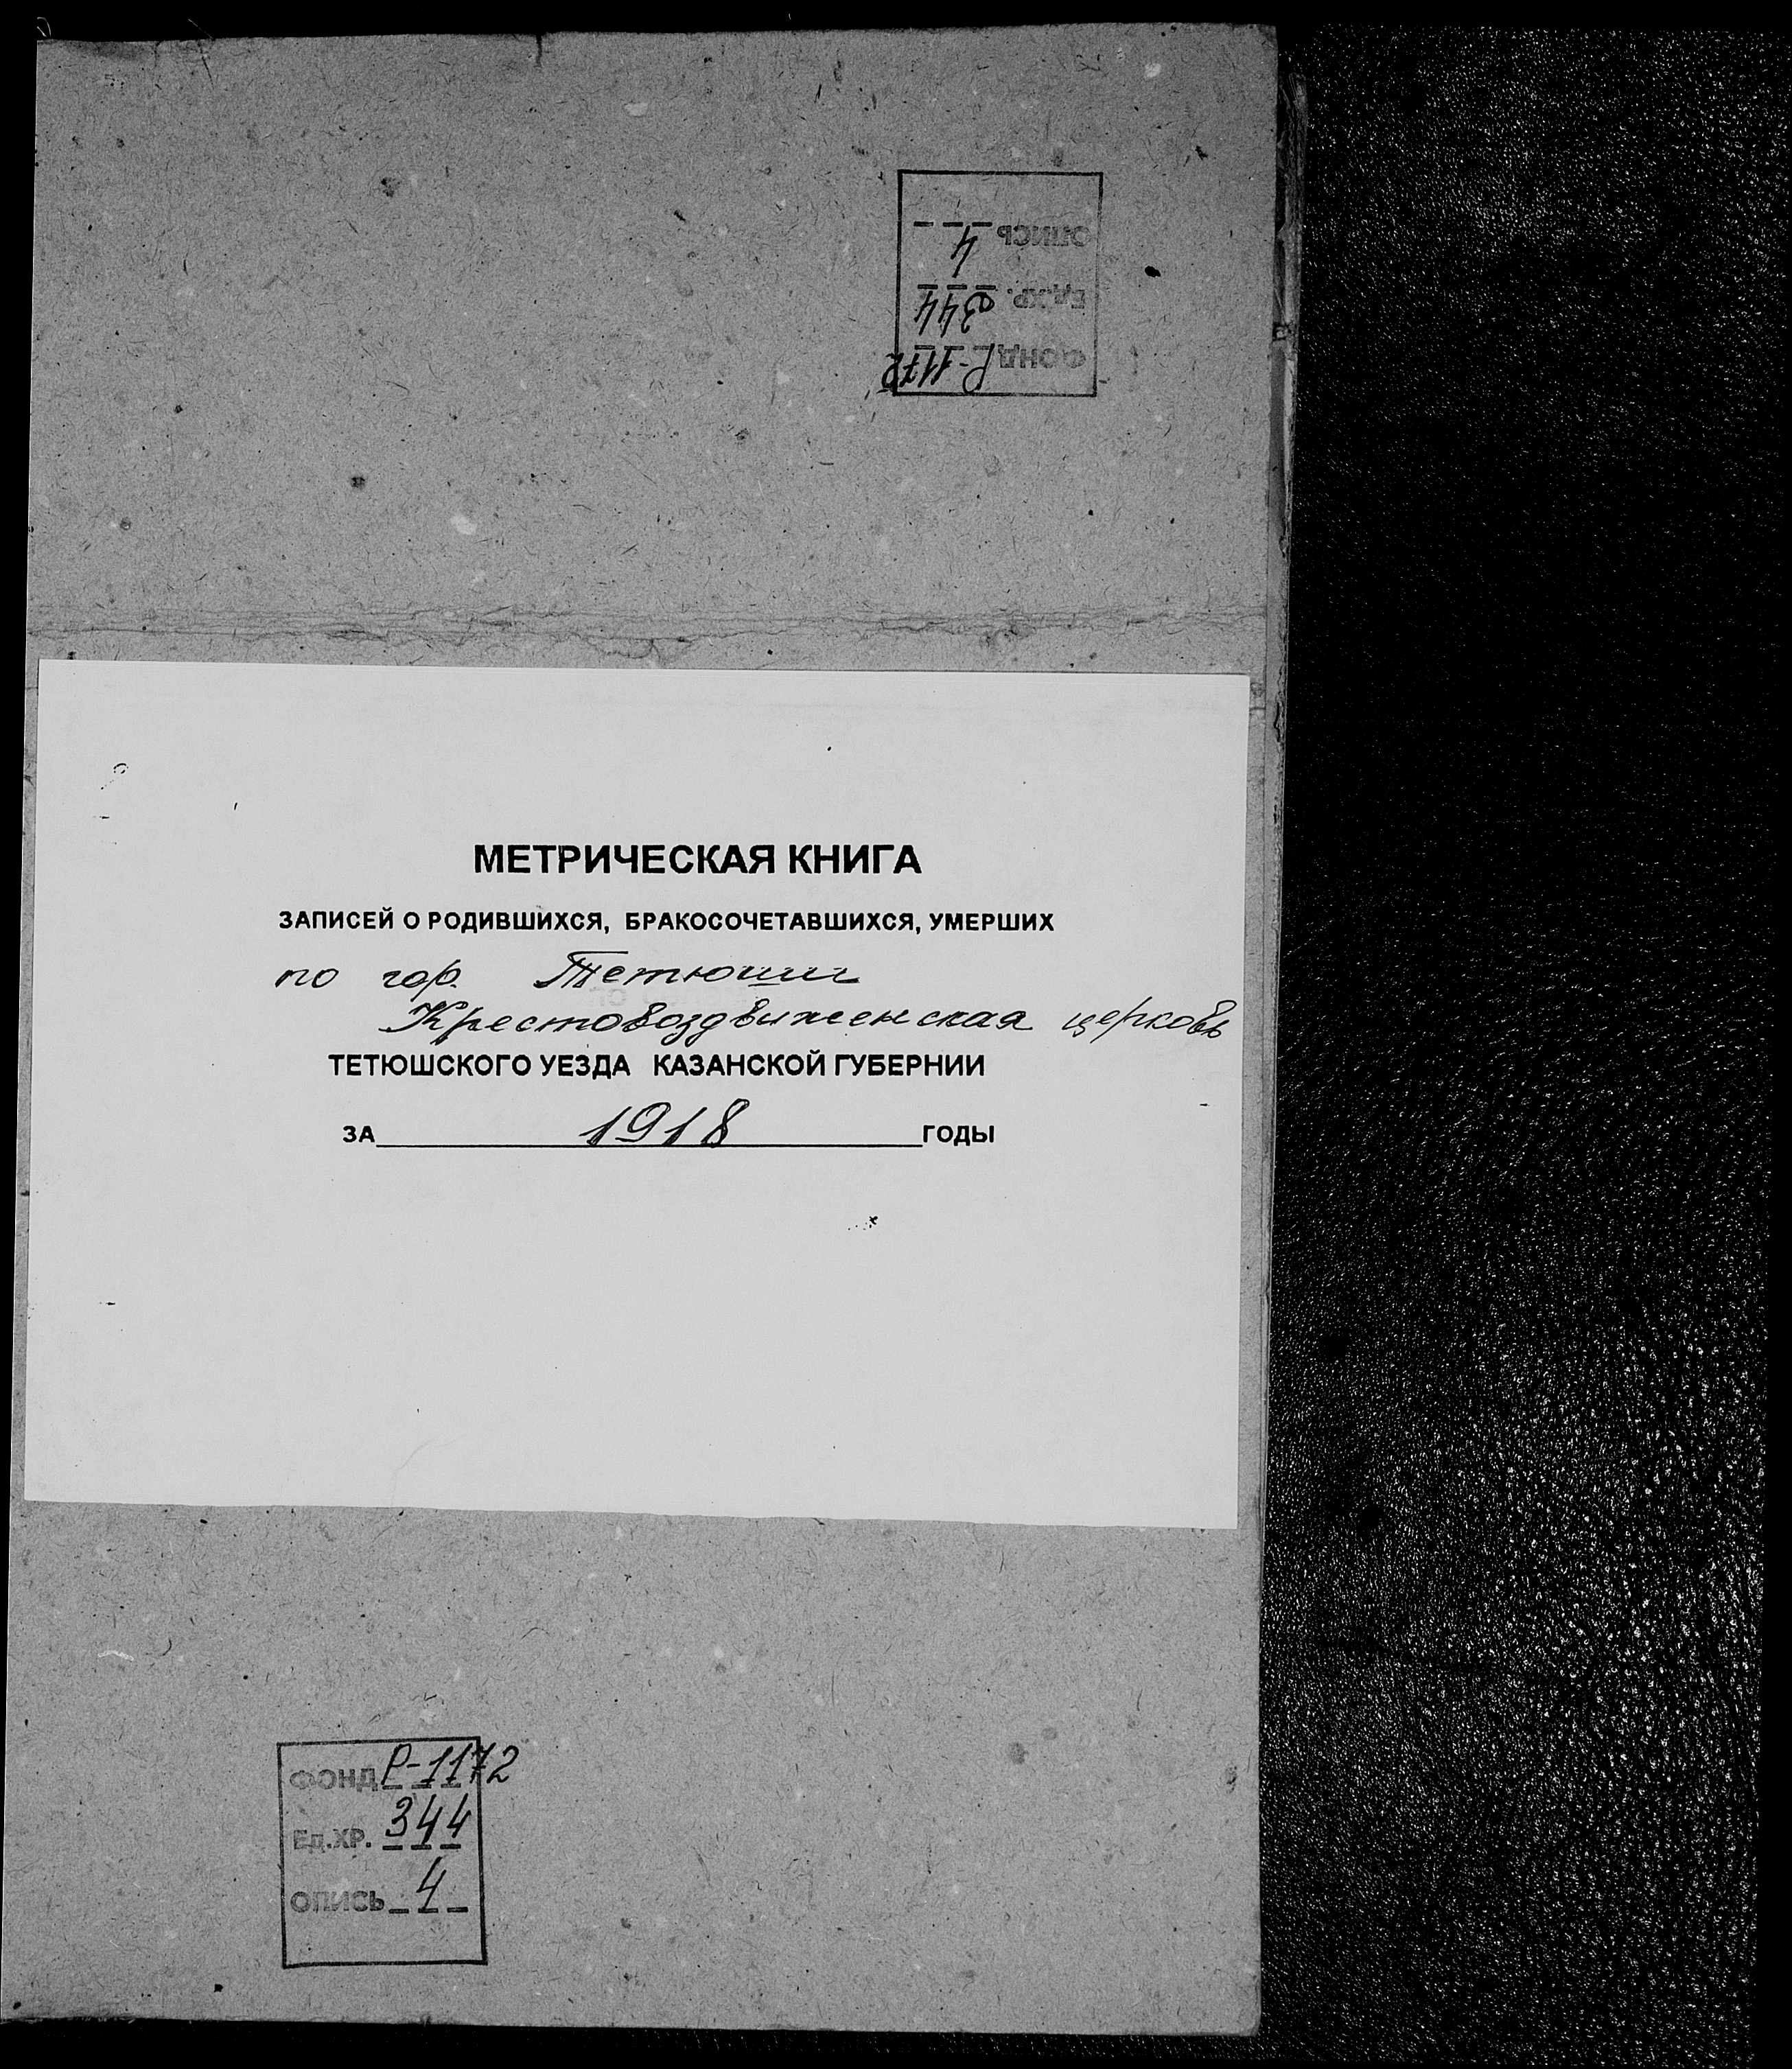 ОПИСЬ 4
Ед.ХР. 344
ФОНД Р-1172
МЕТРИЧЕСКАЯ КНИГА
ЗАПИСЕЙ О РОДИВШИХСЯ, БРАКОСОЧЕТАВШИХСЯ, УМЕРШИХ
по гор. Тетюши
Крестовоздвиженская церковь
ТЕТЮШСКОГО УЕЗДА КАЗАНСКОЙ ГУБЕРНИИ
ЗА 1918 ГОДЫ
ФОНД Р-1172
Ед.ХР. 344
ОПИСЬ 4